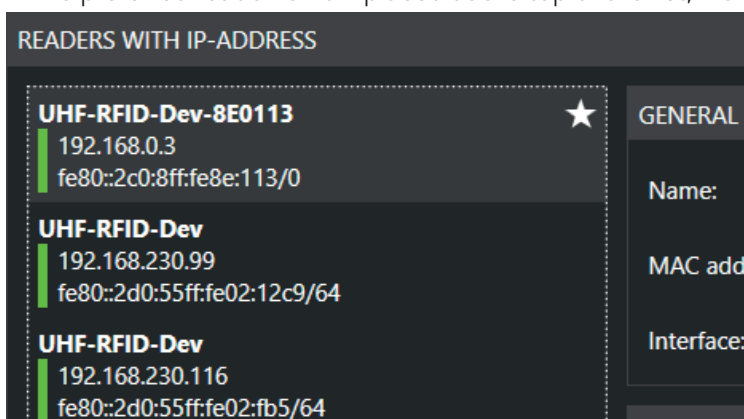 READERS WITH IP-ADDRESS
UHF-RFID-Dev-8E0113
192.168.0.3
fe80::2c0:8ff:fe8e:113/0
UHF-RFID-Dev
192.168.230.99
fe80::2d0:55ff:fe02:12c9/64
UHF-RFID-Dev
192.168.230.116
fe80::2d0:55ff:fe02:fb5/64
GENERAL
Name:
MAC add
Interface: